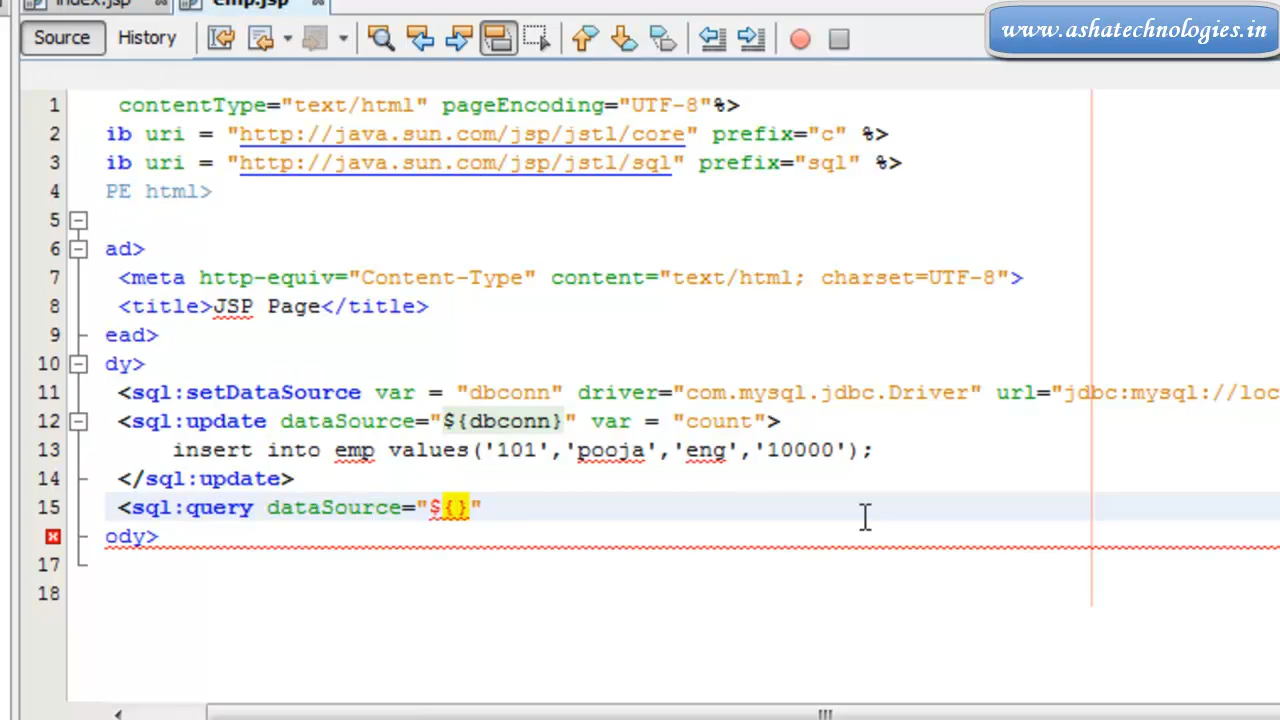 index.jsp emp.jsp
Source History
www.ashatechnologies.in
1 contentType="text/html" pageEncoding="UTF-8"%>
2 ib uri = "http://java.sun.com/jsp/jstl/core" prefix="c" %>
3 ib uri = "http://java.sun.com/jsp/jstl/sql" prefix="sql" %>
4 PE html>
5
6 ad>
7 <meta http-equiv="Content-Type" content="text/html; charset=UTF-8">
8 <title>JSP Page</title>
9 ead>
10 dy>
11 <sql:setDataSource var = "dbconn" driver="com.mysql.jdbc.Driver" url="jdbc:mysql://loc
12 <sql:update dataSource="${dbconn}" var = "count">
13 insert into emp values('101','pooja','eng','10000');
14 </sql:update>
15 <sql:query dataSource="${}"
ody>
17
18